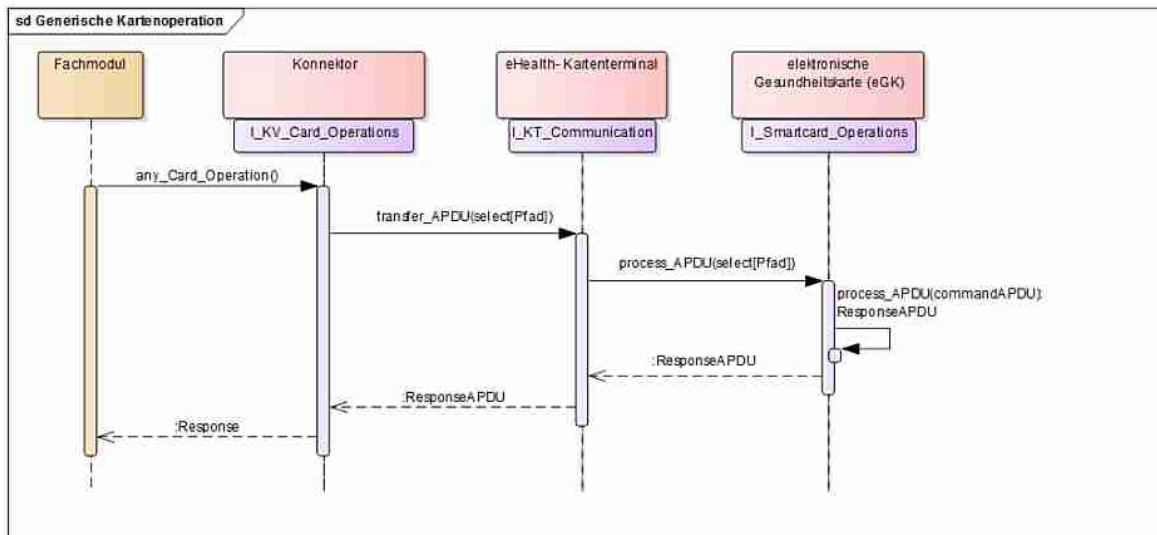 sd Generische Kartenoperation
Fachmodul
Konnektor
eHealth- Kartenterminal
elektronische
Gesundheitskarte (eGK)
I_KV_Card_Operations
I_KT_Communication
I_Smartcard_Operations
any_Card_Operation()
transfer_APDU(select[Pfad])
process_APDU(select[Pfad])
process_APDU(commandAPDU):
ResponseAPDU
:ResponseAPDU
:ResponseAPDU
:Response